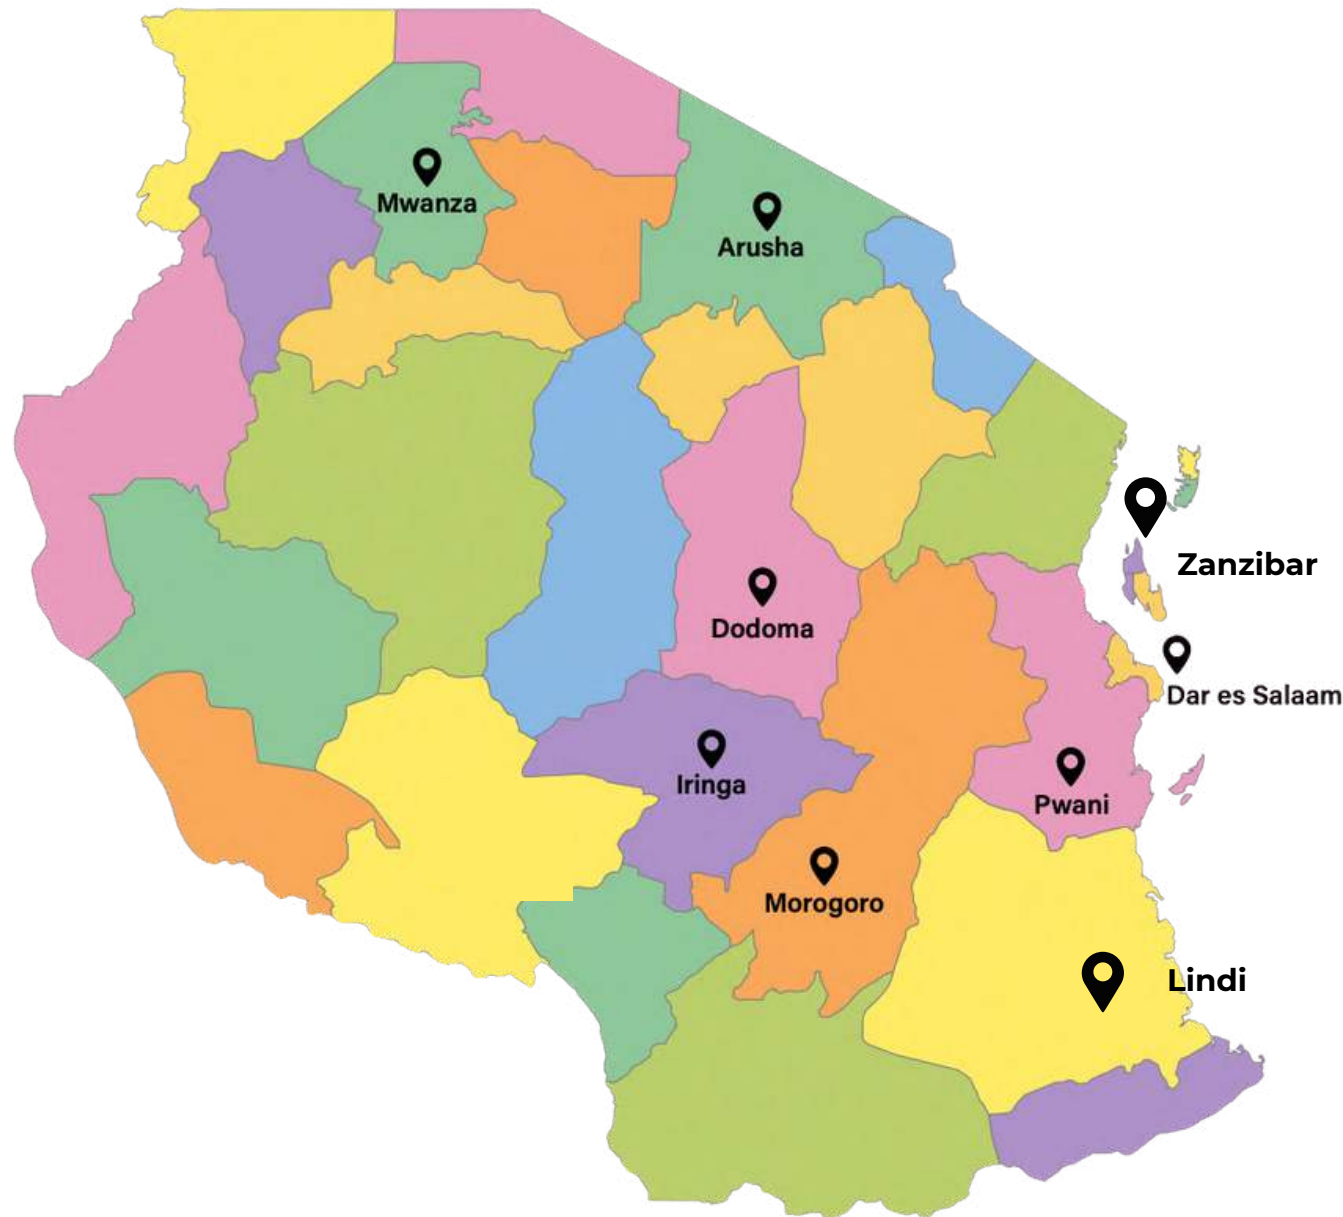 Mwanza
Arusha
Zanzibar
Dodoma
Dar es Salaam
Iringa
Pwani
Morogoro
Lindi